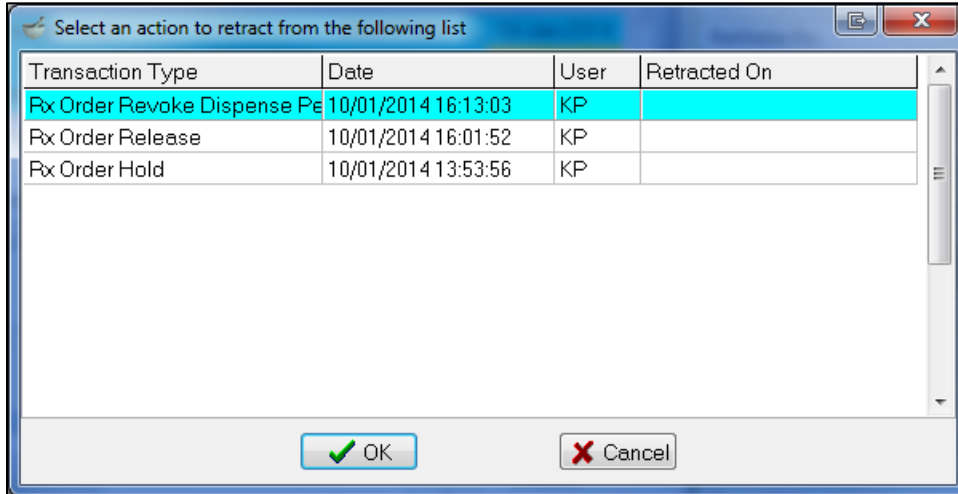 Select an action to retract from the following list
Transaction Type Date User Retracted On
Rx Order Revoke Dispense Pe 10/01/2014 16:13:03 KP
Rx Order Release 10/01/2014 16:01:52 KP
Rx Order Hold 10/01/2014 13:53:56 KP
OK Cancel